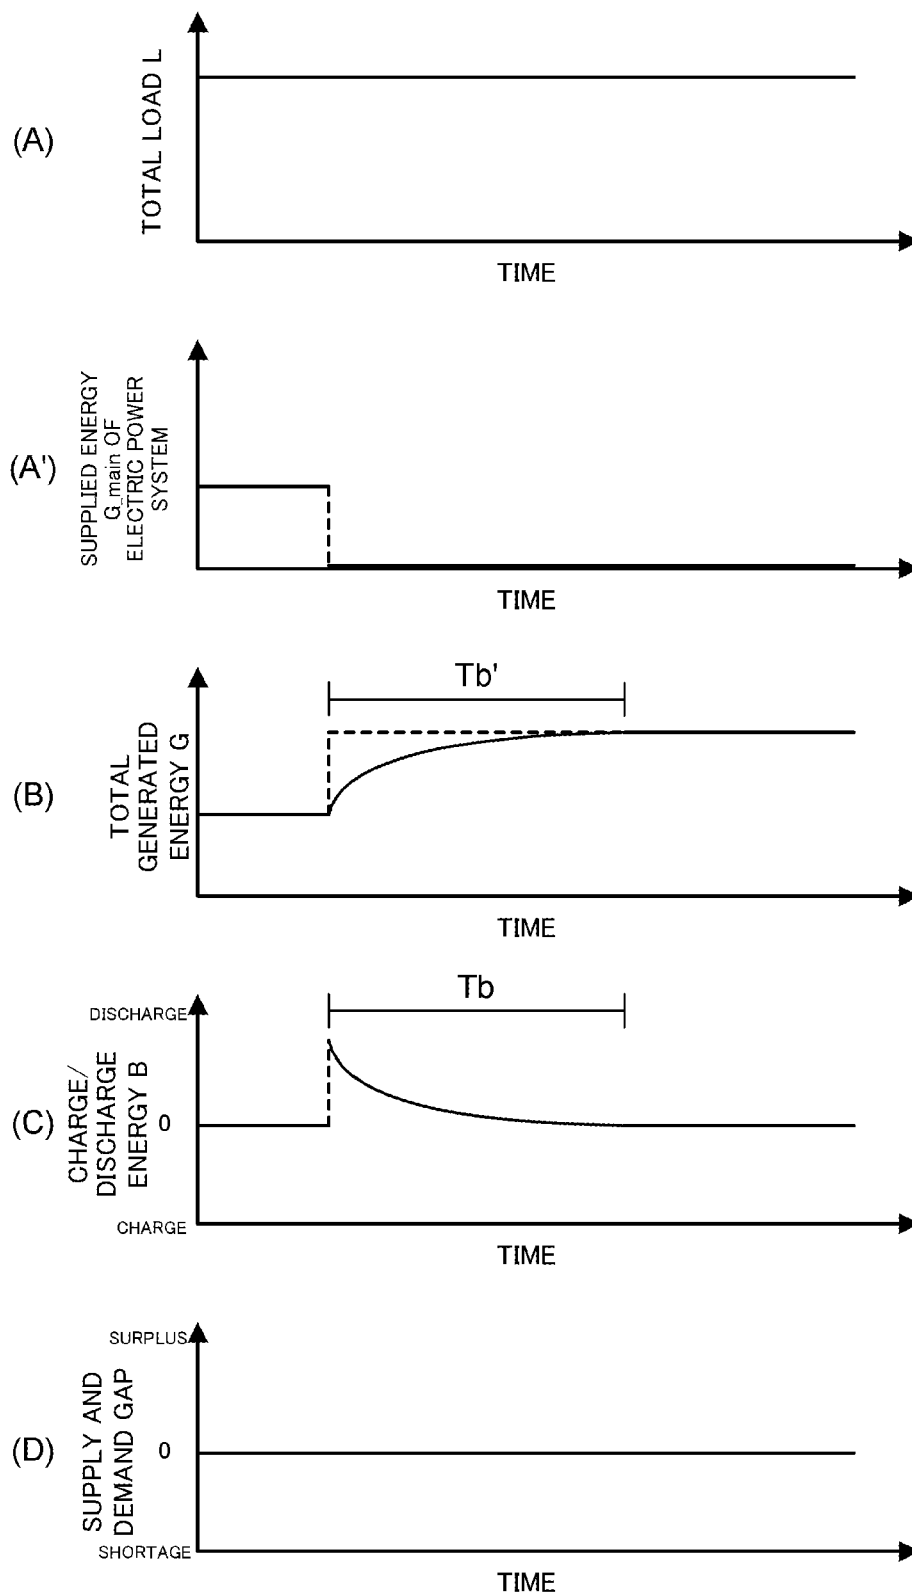 (A)
TOTAL LOAD L
TIME
(A')
SUPPLIED ENERGY
G_main OF
ELECTRIC POWER
SYSTEM
TIME
Tb'
(B)
TOTAL
GENERATED
ENERGY G
TIME
Tb
DISCHARGE
(C)
CHARGE/
DISCHARGE
ENERGY B
0
CHARGE
TIME
SURPLUS
(D)
SUPPLY AND
DEMAND GAP
0
SHORTAGE
TIME